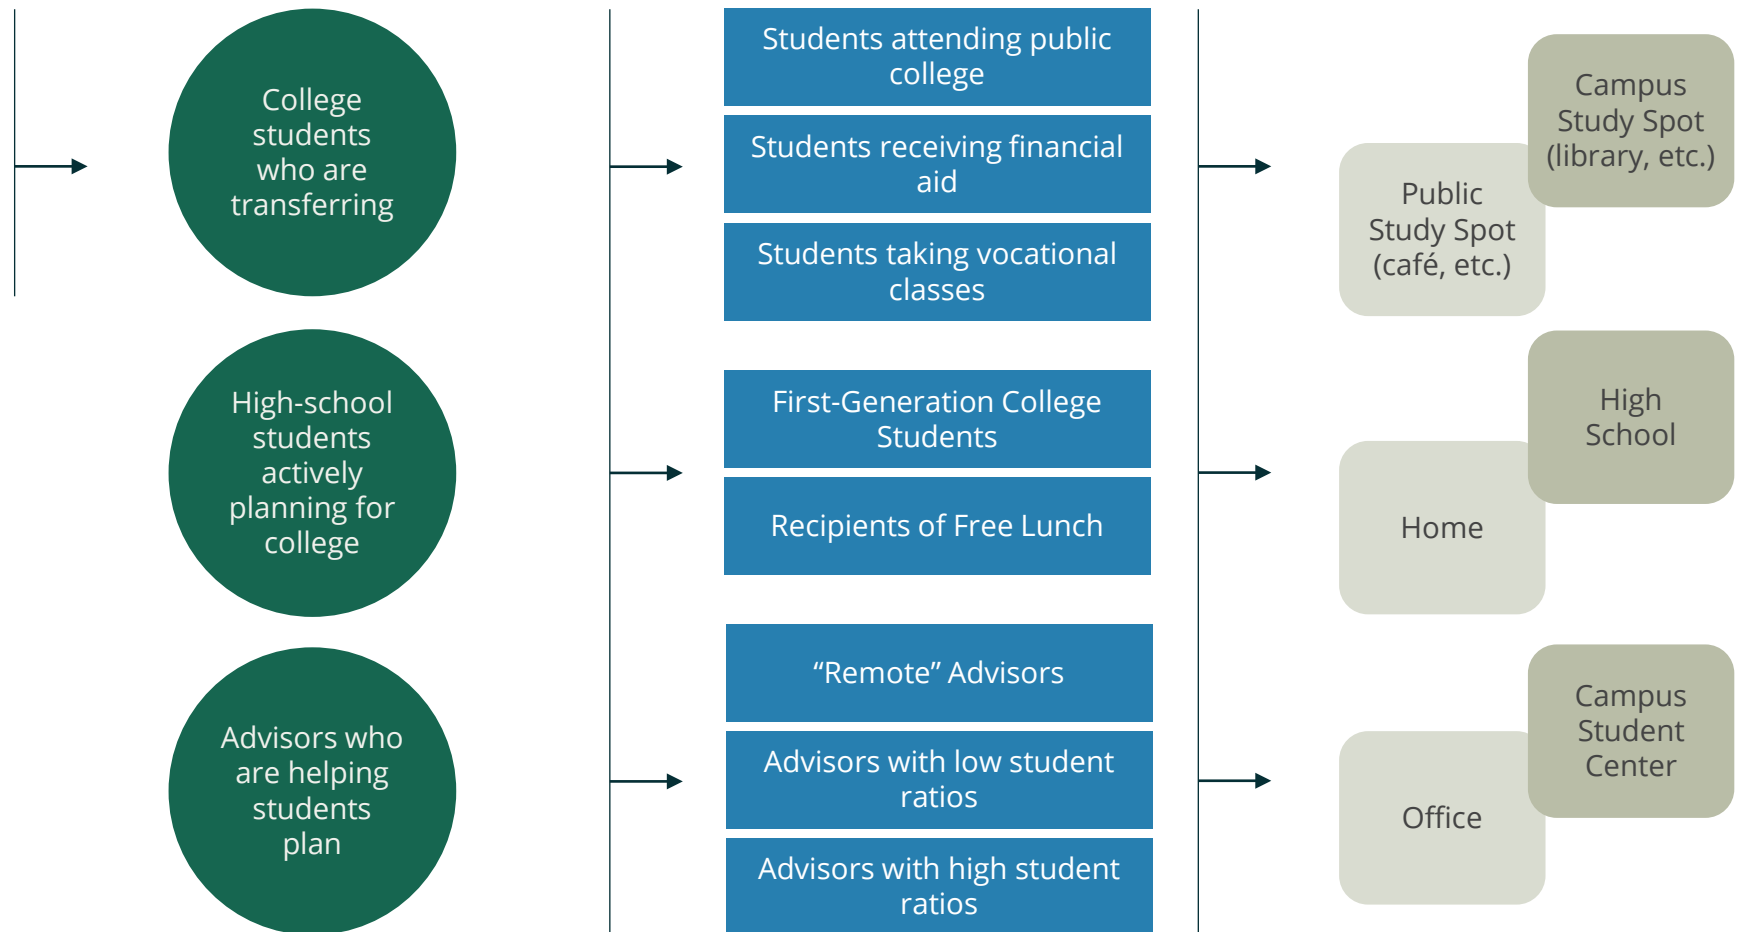 College
students
who are
transferring
Students attending public
college
Students receiving financial
aid
Students taking vocational
classes
Campus
Study Spot
(library, etc.)
Public
Study Spot
(café, etc.)
High-school
students
actively
planning for
college
First-Generation College
Students
Recipients of Free Lunch
High
School
Home
Advisors who
are helping
students
plan
“Remote” Advisors
Advisors with low student
ratios
Advisors with high student
ratios
Campus
Student
Center
Office